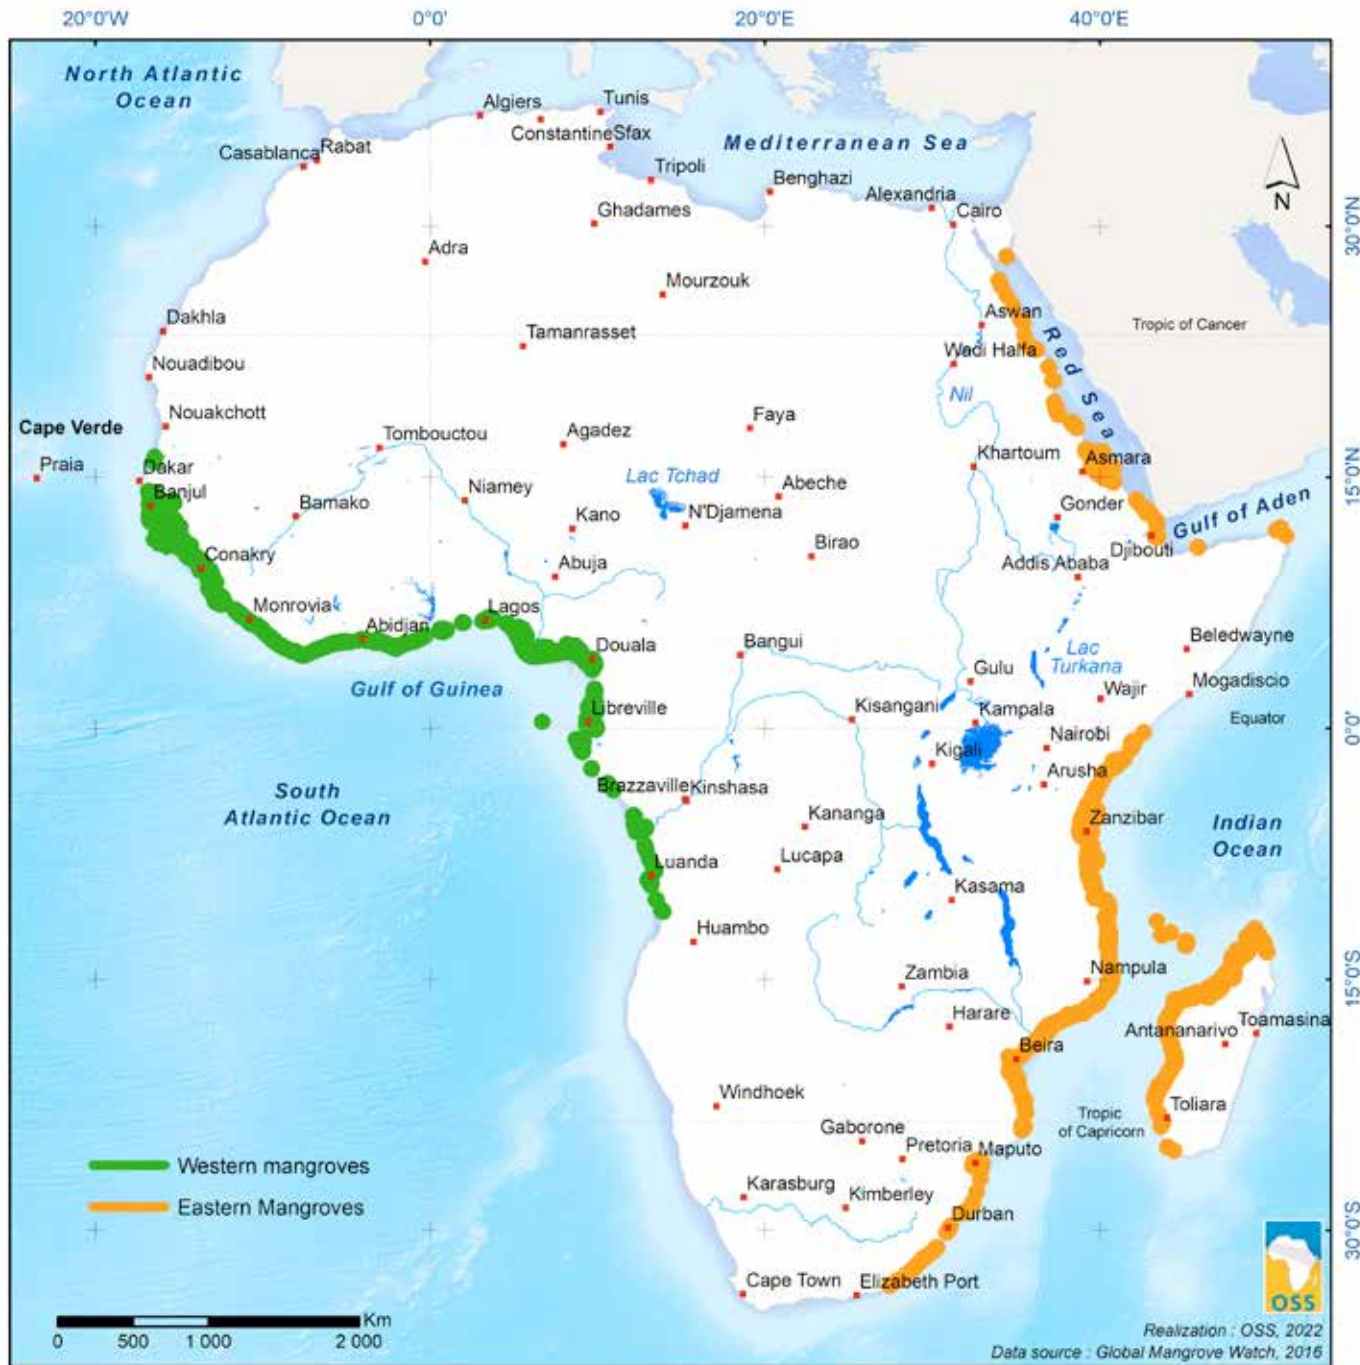 20°0'W 0°0' 20°0'E 40°0'E
North Atlantic
Ocean
Algiers
Tunis
Constantine
Sfax
Casablanca
Rabat
Mediterranean Sea
Tripoli
Benghazi
Alexandria
Cairo
N
Ghadames
30°0'N
Adra
Mourzouk
Dakhla
Aswan
Tropic of Cancer
Tamanrasset
Red Sea
Nouadibou
Wadi Halfa
Nil
Nouakchott
Cape Verde
Tombouctou
Agadez
Faya
Praia
Dakar
Khartoum
Asmara
15°0'N
Lac Tchad
Banjul
Niamey
Abeche
Bamako
Kano
N'Djamena
Gonder
Gulf of Aden
Birao
Djibouti
Conakry
Abuja
Addis Ababa
Monrovia
Abidjan
Lagos
Douala
Bangui
Lac
Turkana
Beledwayne
Gulf of Guinea
Gulu
Wajir
Mogadiscio
Libreville
Kisangani
Kampala
Equator
0°0'
Nairobi
Kigali
Arusha
Brazzaville
Kinshasa
South
Atlantic Ocean
Kananga
Zanzibar
Indian
Ocean
Luanda
Lucapa
Kasama
Huambo
Zambia
Nampula
15°0'S
Harare
Antananarivo
Toamasina
Beira
Windhoek
Toliara
Tropic
of Capricorn
Gaborone
Pretoria
Maputo
Western mangroves
Karasburg
Kimberley
Eastern Mangroves
Durban
30°0'S
Cape Town
Elizabeth Port
OSS
Km
0 500 1 000 2 000
Realization : OSS, 2022
Data source : Global Mangrove Watch, 2016